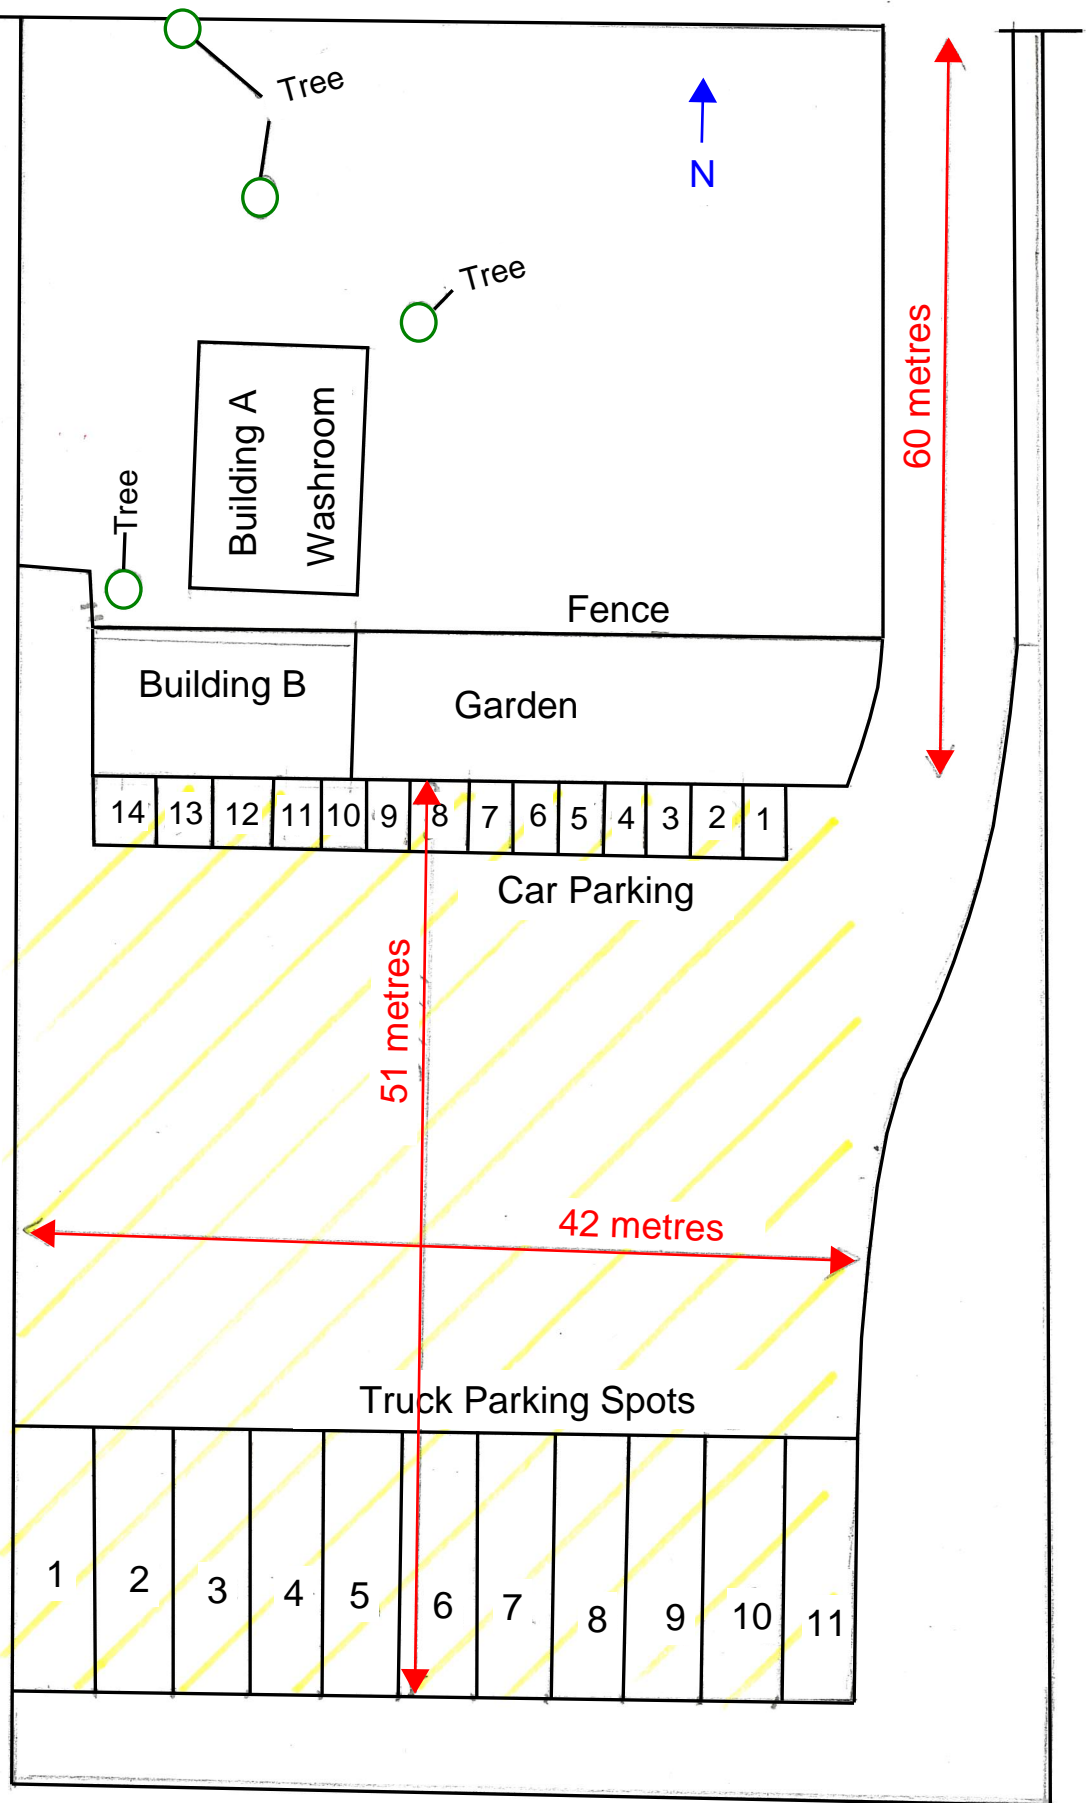 Tree
N
Tree
60 metres
Building A
Washroom
Tree
Fence
Building B
Garden
14 13 12 11 10 9 8 7 6 5 4 3 2 1
Car Parking
51 metres
42 metres
Truck Parking Spots
1 2 3 4 5 6 7 8 9 10 11